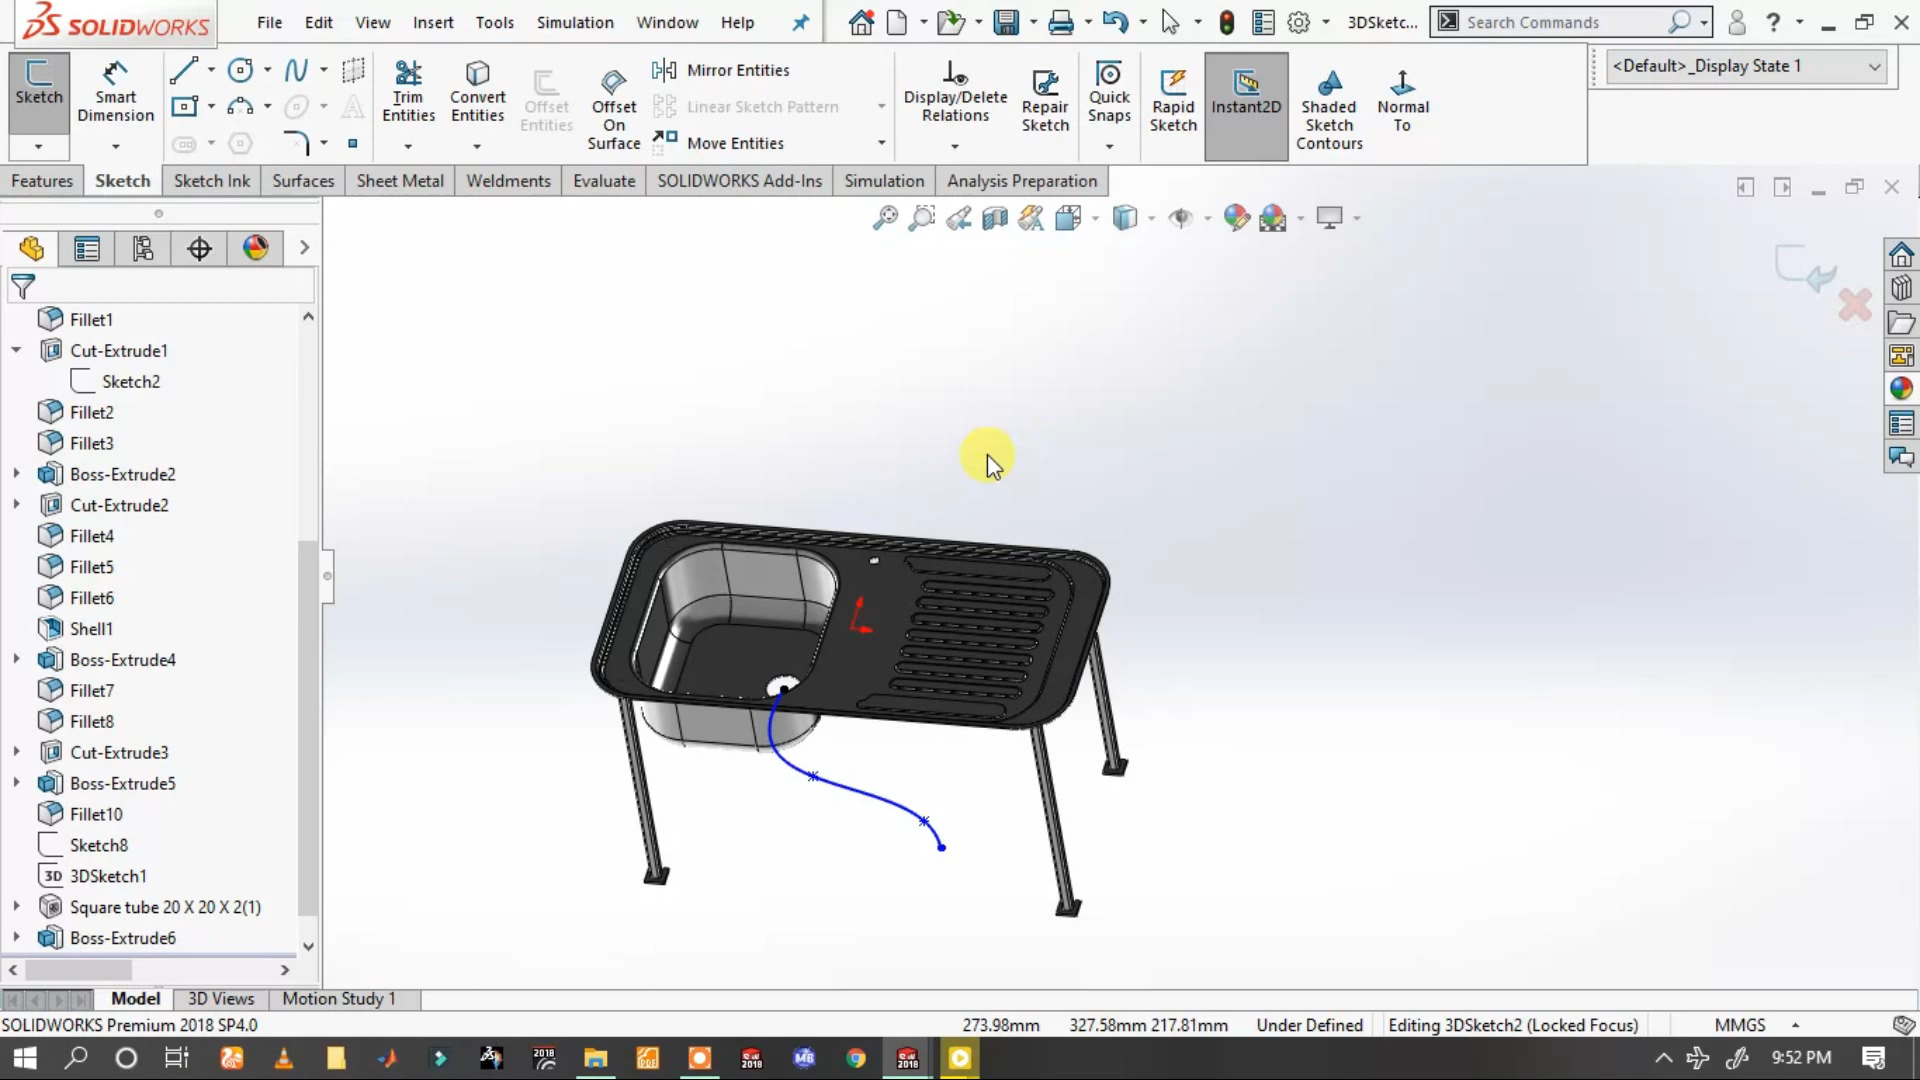 SOLIDWORKS
File Edit View Insert Tools Simulation Window Help
3DSketc...
Search Commands
Sketch
Smart Dimension
Trim Entities
Convert Entities
Offset Entities
Offset On Surface
Mirror Entities
Linear Sketch Pattern
Move Entities
Display/Delete Relations
Repair Sketch
Quick Snaps
Rapid Sketch
Instant2D
Shaded Sketch Contours
Normal To
<Default>_Display State 1
Features Sketch Sketch Ink Surfaces Sheet Metal Weldments Evaluate SOLIDWORKS Add-Ins Simulation Analysis Preparation
Fillet1
Cut-Extrude1
Sketch2
Fillet2
Fillet3
Boss-Extrude2
Cut-Extrude2
Fillet4
Fillet5
Fillet6
Shell1
Boss-Extrude4
Fillet7
Fillet8
Cut-Extrude3
Boss-Extrude5
Fillet10
Sketch8
3D 3DSketch1
Square tube 20 X 20 X 2(1)
Boss-Extrude6
Model 3D Views Motion Study 1
SOLIDWORKS Premium 2018 SP4.0
273.98mm 327.58mm 217.81mm Under Defined Editing 3DSketch2 (Locked Focus) MMGS
9:52 PM